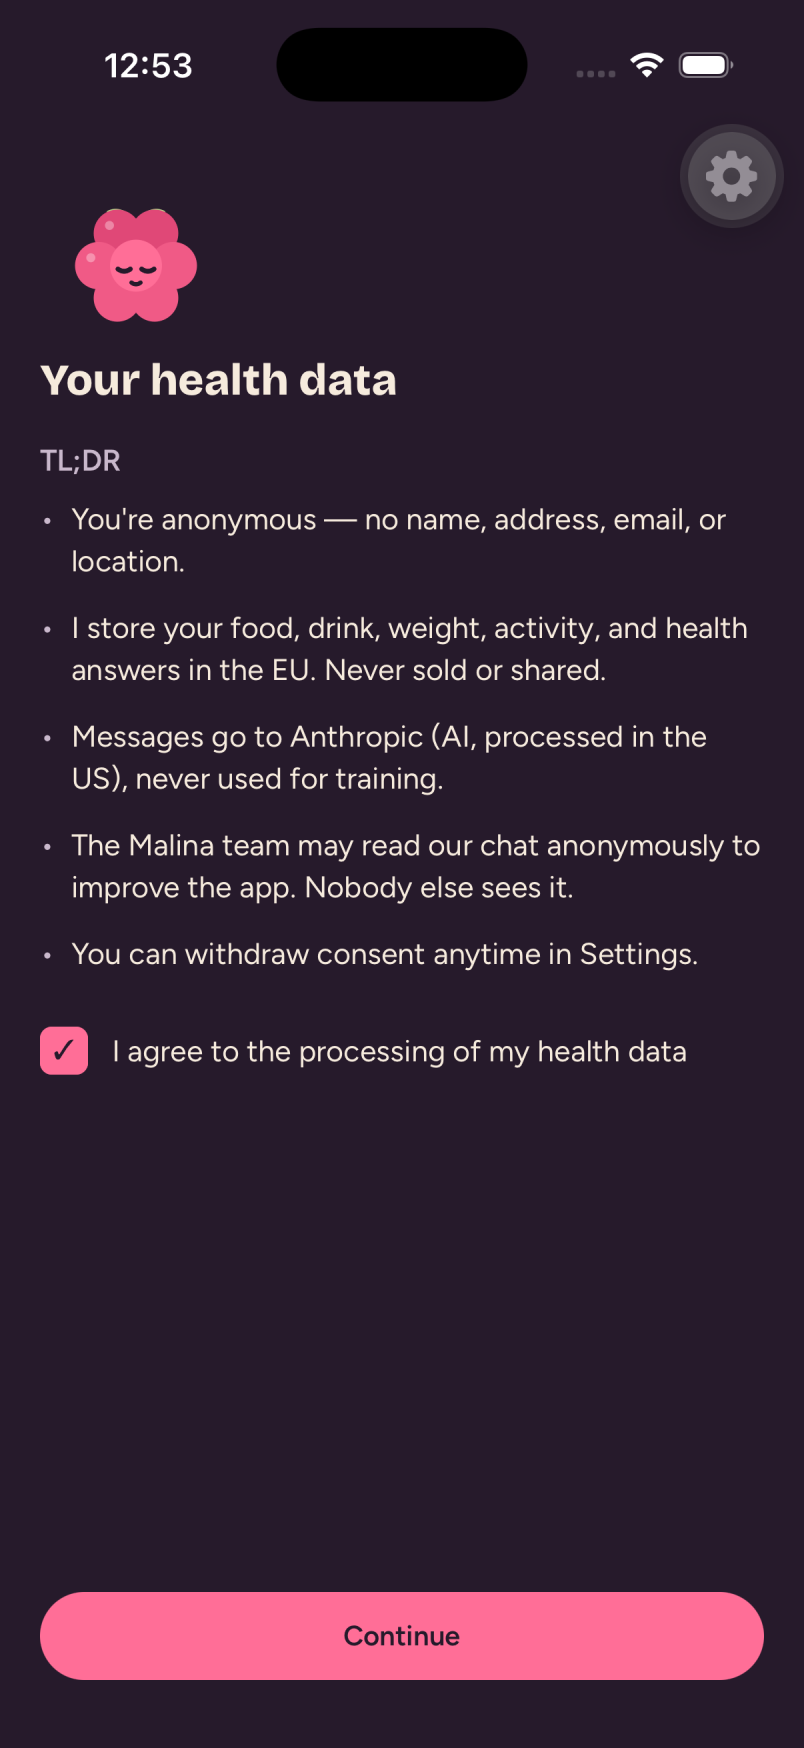 12:53
Your health data
TL;DR
• You're anonymous — no name, address, email, or
location.
• I store your food, drink, weight, activity, and health
answers in the EU. Never sold or shared.
• Messages go to Anthropic (AI, processed in the
US), never used for training.
• The Malina team may read our chat anonymously to
improve the app. Nobody else sees it.
• You can withdraw consent anytime in Settings.
✓ I agree to the processing of my health data
Continue